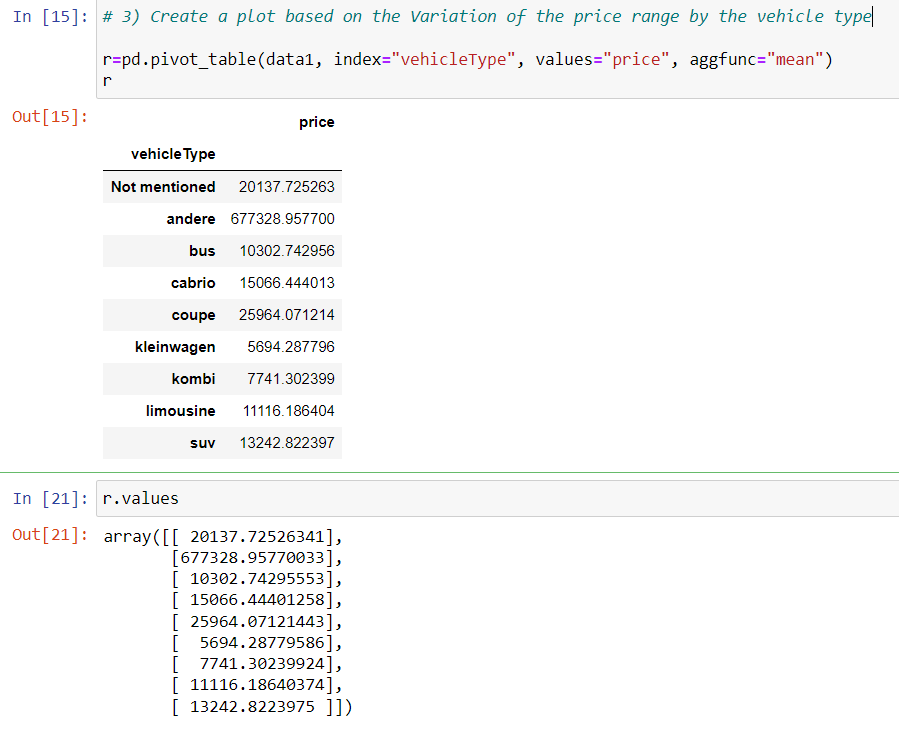 In [15]: # 3) Create a plot based on the Variation of the price range by the vehicle type
r=pd.pivot_table(data1, index="vehicleType", values="price", aggfunc="mean")
r
Out[15]:
price
vehicleType
Not mentioned 20137.725263
andere 677328.957700
bus 10302.742956
cabrio 15066.444013
coupe 25964.071214
kleinwagen 5694.287796
kombi 7741.302399
limousine 11116.186404
suv 13242.822397
In [21]: r.values
Out[21]: array([[ 20137.72526341],
[677328.95770033],
[ 10302.74295553],
[ 15066.44401258],
[ 25964.07121443],
[ 5694.28779586],
[ 7741.30239924],
[ 11116.18640374],
[ 13242.8223975 ]])